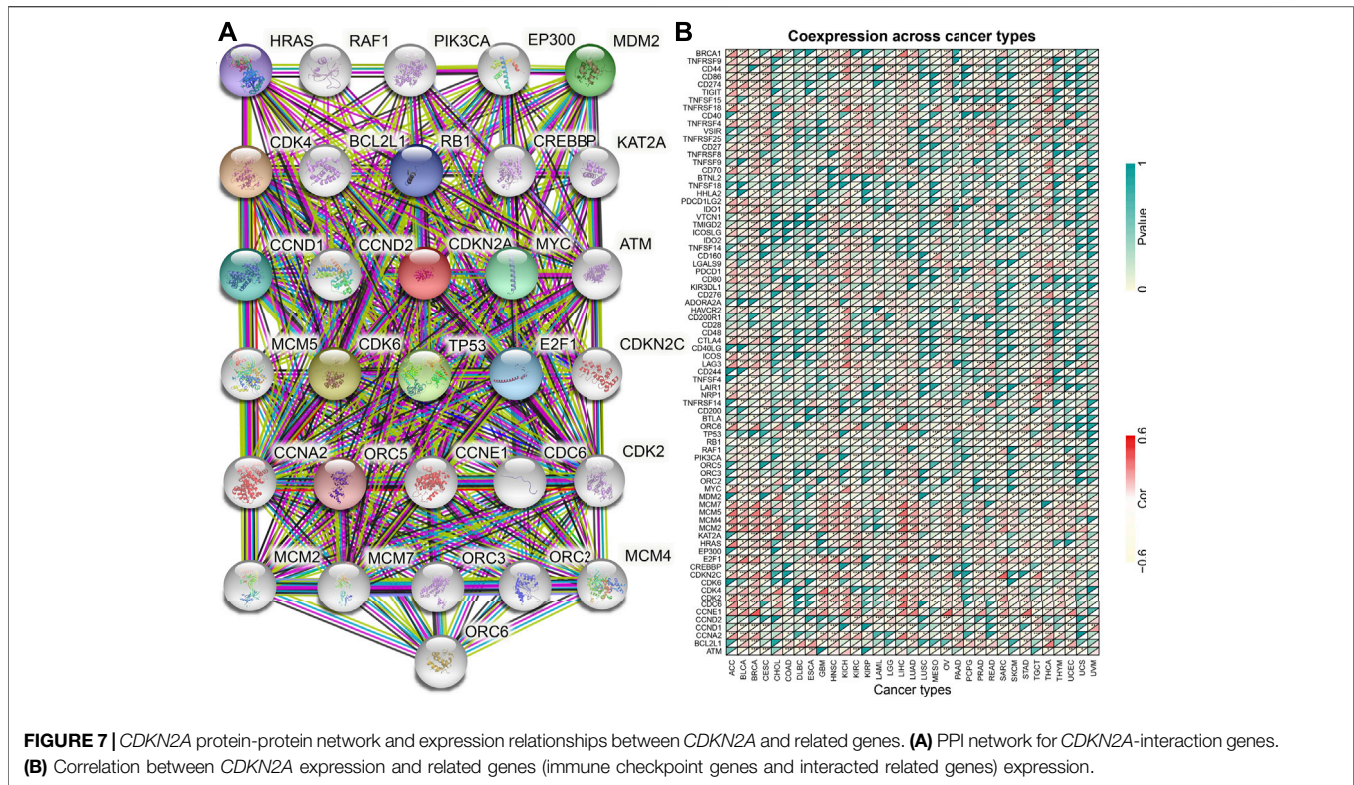 A
HRAS RAF1 PIK3CA EP300 MDM2
CDK4 BCL2L1 RB1 CREBBP KAT2A
CCND1 CCND2 CDKN2A MYC ATM
MCM5 CDK6 TP53 E2F1 CDKN2C
CCNA2 ORC5 CCNE1 CDC6 CDK2
MCM2 MCM7 ORC3 ORC2 MCM4
ORC6
B
Coexpression across cancer types
BRCA1
TNFRSF9
CD44
CD86
CD274
TIGIT
TNFSF15
TNFRSF18
CD40
TNFRSF4
VSIR
TNFRSF25
CD27
TNFRSF8
TNFSF9
CD70
BTNL2
TNFSF18
HHLA2
PDCD1LG2
IDO1
VTCN1
TMIGD2
ICOSLG
IDO2
TNFSF14
CD160
LGALS9
PDCD1
CD80
KIR3DL1
CD276
ADORA2A
HAVCR2
CD200R1
CD28
CD48
CTLA4
CD40LG
ICOS
LAG3
CD244
TNFSF4
LAIR1
NRP1
TNFRSF14
CD200
BTLA
ORC6
TP53
RB1
RAF1
PIK3CA
ORC5
ORC3
ORC2
MYC
MDM2
MCM7
MCM5
MCM4
MCM2
KAT2A
HRAS
EP300
E2F1
CREBBP
CDKN2C
CDK6
CDK4
CDK2
CDC6
CCNE1
CCND2
CCND1
CCNA2
BCL2L1
ATM
ACC BLCA BRCA CESC CHOL COAD DLBC ESCA GBM HNSC KICH KIRC KIRP LAML LGG LIHC LUAD LUSC MESO OV PAAD PCPG PRAD READ SARC SKCM STAD TGCT THCA THYM UCEC UCS UVM
Cancer types
1
Pvalue
0
0.6
Cor
−0.6
FIGURE 7 | CDKN2A protein-protein network and expression relationships between CDKN2A and related genes. (A) PPI network for CDKN2A-interaction genes.
(B) Correlation between CDKN2A expression and related genes (immune checkpoint genes and interacted related genes) expression.